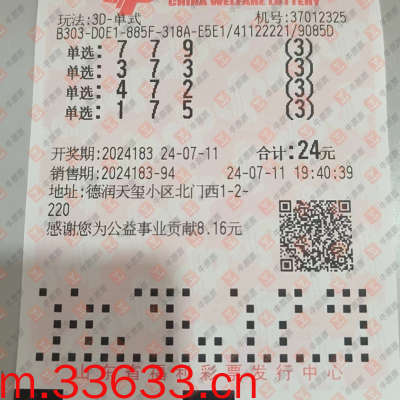 CHINA WELFARE LOTTERY
玩法:3D-单式 机号:37012325
B303-D0E1-885F-318A-E5E1/41122221/9085D
单选: 7 7 9 (3)
单选: 3 7 3 (3)
单选: 4 7 2 (3)
单选: 1 7 5 (3)
开奖期:2024183 24-07-11 合计:24元
销售期:2024183-94 24-07-11 19:40:39
地址:德润天玺小区北门西1-2-
220
感谢您为公益事业贡献8.16元
山东省福利彩票发行中心
m.33633.cn